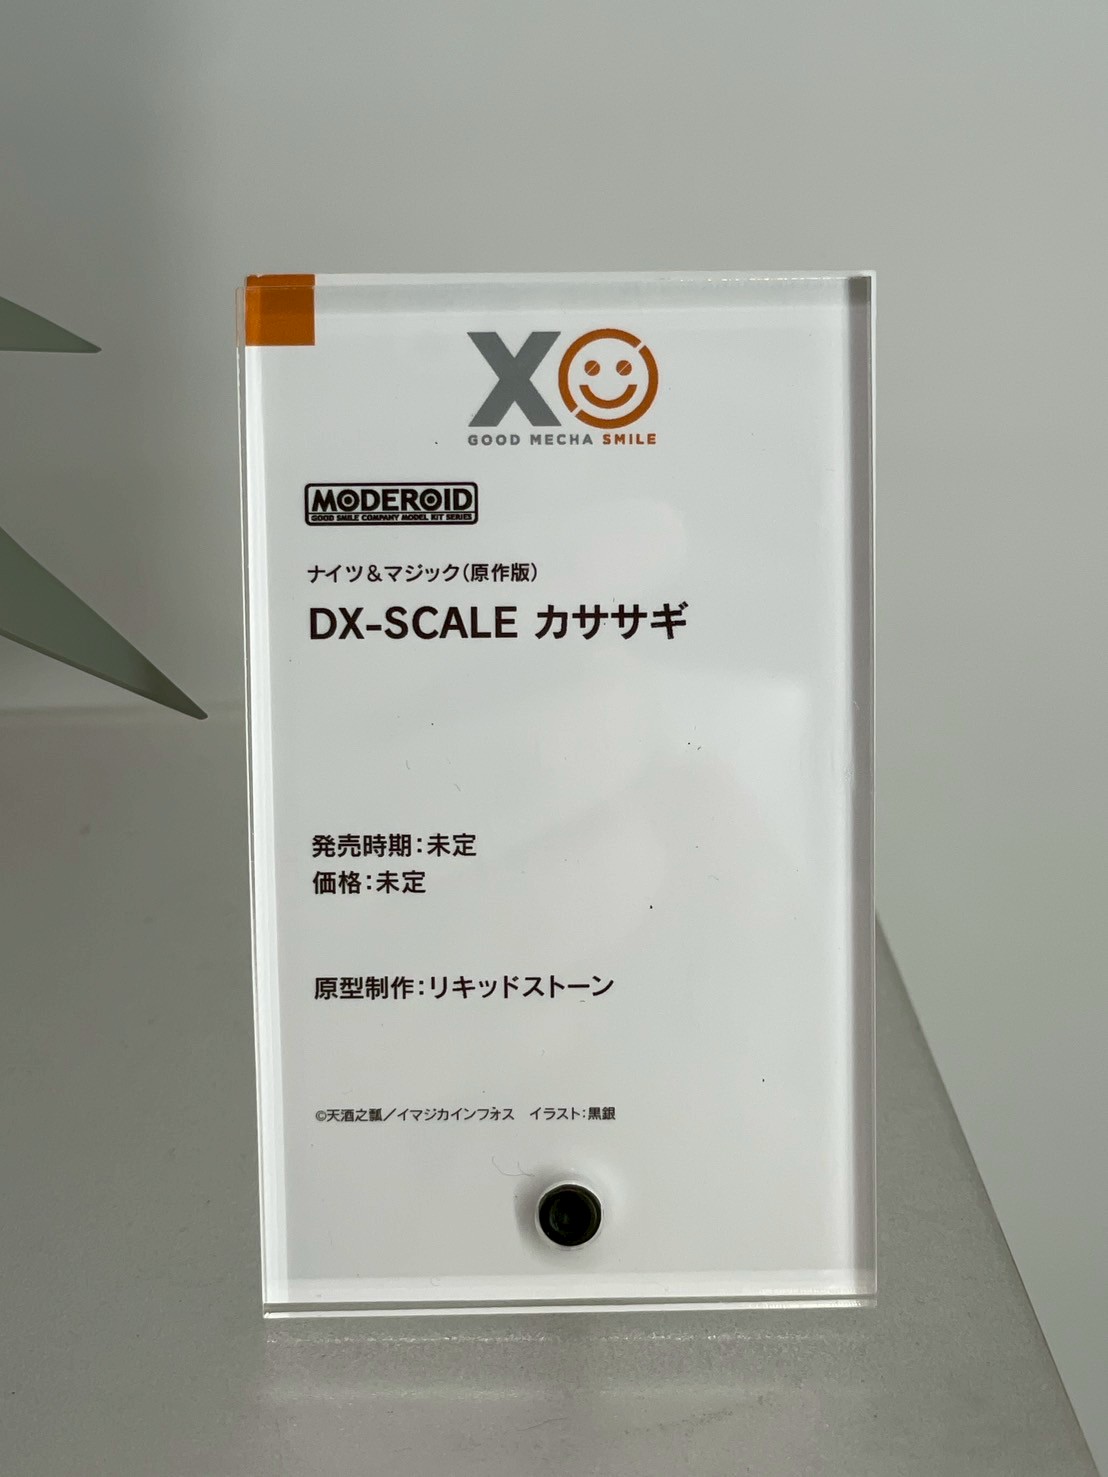 XO
GOOD MECHA SMILE
MODEROID
GOOD SMILE COMPANY MODEL KIT SERIES
ナイツ&マジック(原作版)
DX-SCALE カササギ
発売時期:未定
価格:未定
原型制作:リキッドストーン
©天酒之瓢/イマジカインフォス　イラスト:黒銀